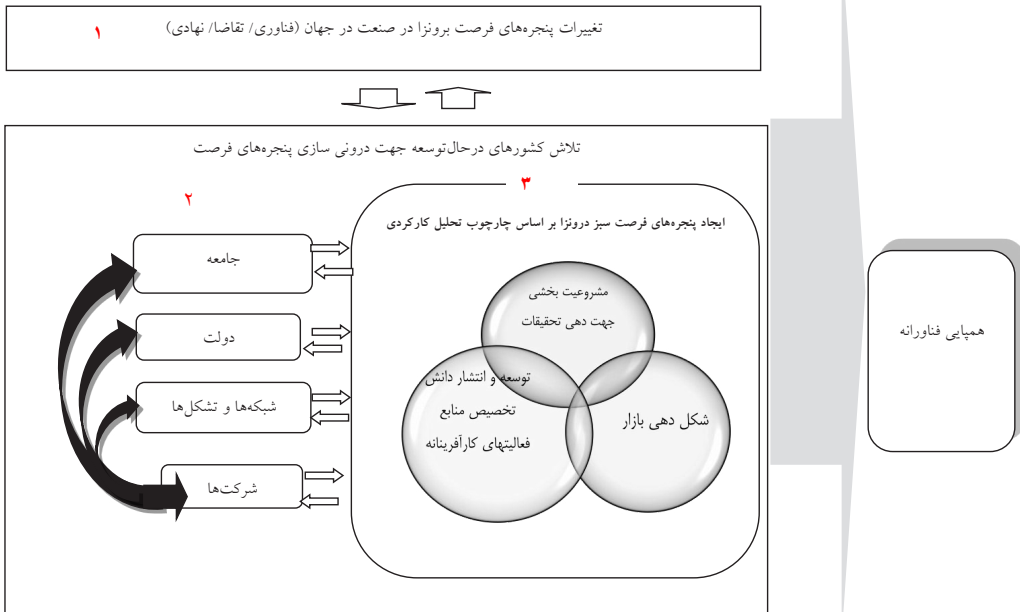 تغییرات پنجره‌های فرصت برونزا در صنعت در جهان (فناوری/ تقاضا/ نهادی)
۱
تلاش کشورهای درحال‌توسعه جهت درونی سازی پنجره‌های فرصت
۲
۳
ایجاد پنجره‌های فرصت سبز درونزا بر اساس چارچوب تحلیل کارکردی
مشروعیت بخشی
جهت دهی تحقیقات
توسعه و انتشار دانش
تخصیص منابع
فعالیتهای کارآفرینانه
شکل دهی بازار
جامعه
دولت
شبکه‌ها و تشکل‌ها
شرکت‌ها
همپایی فناورانه